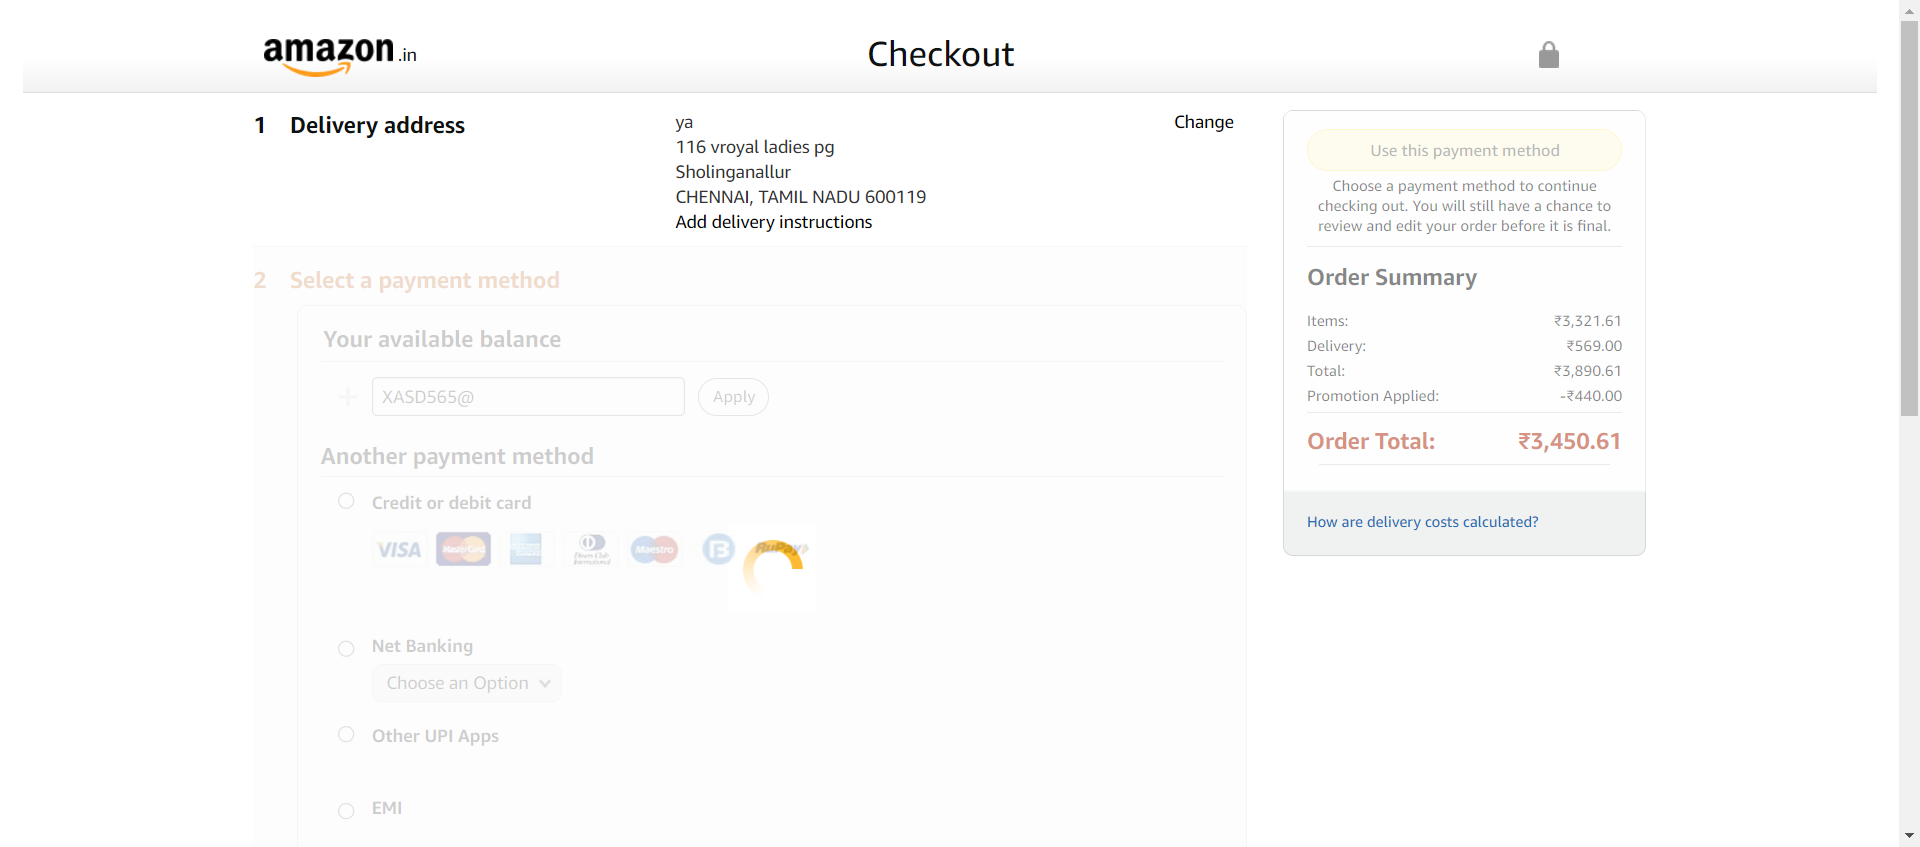 amazon.in
Checkout
1 Delivery address
ya
116 vroyal ladies pg
Sholinganallur
CHENNAI, TAMIL NADU 600119
Add delivery instructions
Change
2 Select a payment method
Your available balance
XASD565@
Apply
Another payment method
Credit or debit card
VISA
MasterCard
AMERICAN EXPRESS
Diners Club
International
Maestro
B
RuPay
Net Banking
Choose an Option
Other UPI Apps
EMI
Use this payment method
Choose a payment method to continue
checking out. You will still have a chance to
review and edit your order before it is final.
Order Summary
Items: ₹3,321.61
Delivery: ₹569.00
Total: ₹3,890.61
Promotion Applied: -₹440.00
Order Total: ₹3,450.61
How are delivery costs calculated?